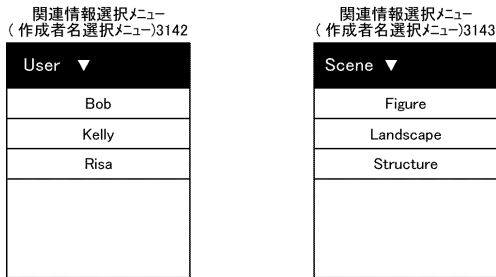 関連情報選択メニュー
(作成者名選択メニュー)3142
User ▼
Bob
Kelly
Risa
関連情報選択メニュー
(作成者名選択メニュー)3143
Scene ▼
Figure
Landscape
Structure